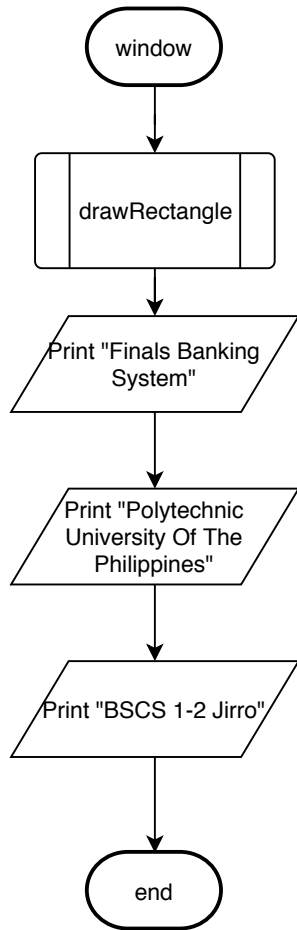 window
drawRectangle
Print "Finals Banking
System"
Print "Polytechnic
University Of The
Philippines"
Print "BSCS 1-2 Jirro"
end